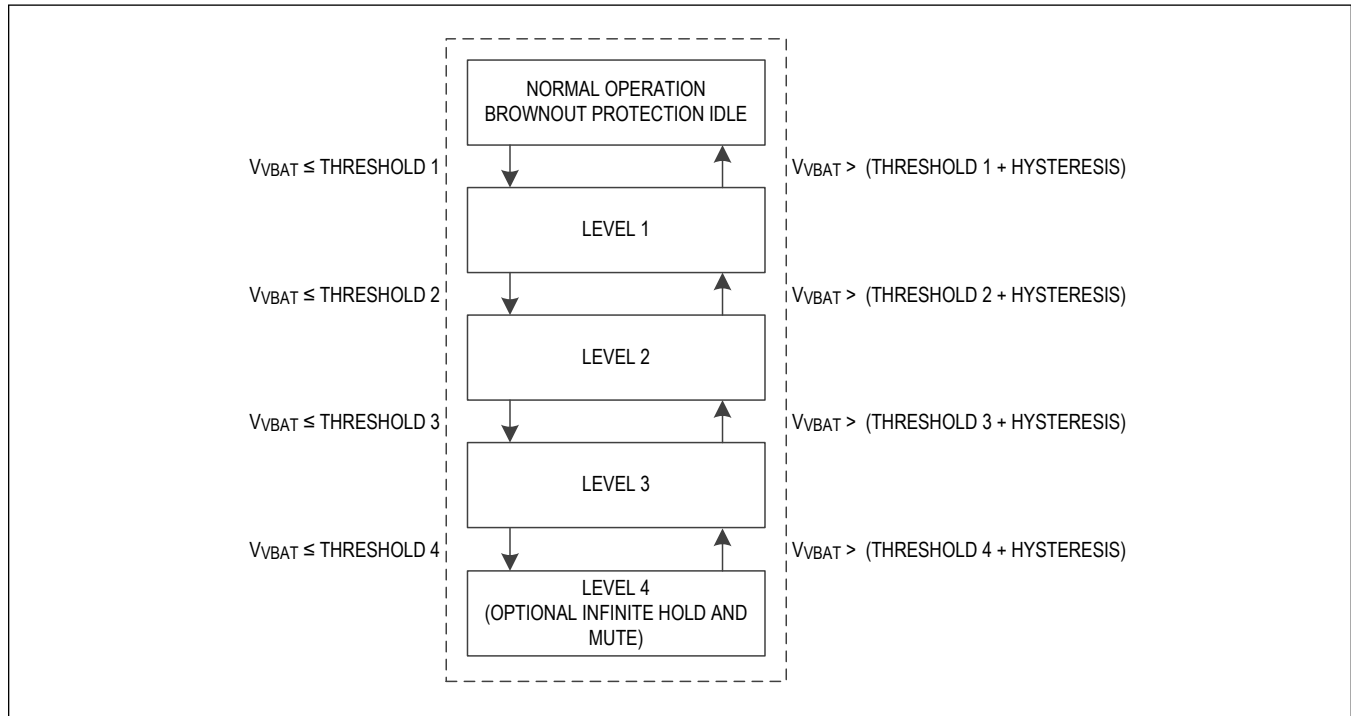 NORMAL OPERATION
BROWNOUT PROTECTION IDLE
VVBAT ≤ THRESHOLD 1
VVBAT > (THRESHOLD 1 + HYSTERESIS)
LEVEL 1
VVBAT ≤ THRESHOLD 2
VVBAT > (THRESHOLD 2 + HYSTERESIS)
LEVEL 2
VVBAT ≤ THRESHOLD 3
VVBAT > (THRESHOLD 3 + HYSTERESIS)
LEVEL 3
VVBAT ≤ THRESHOLD 4
VVBAT > (THRESHOLD 4 + HYSTERESIS)
LEVEL 4
(OPTIONAL INFINITE HOLD AND
MUTE)